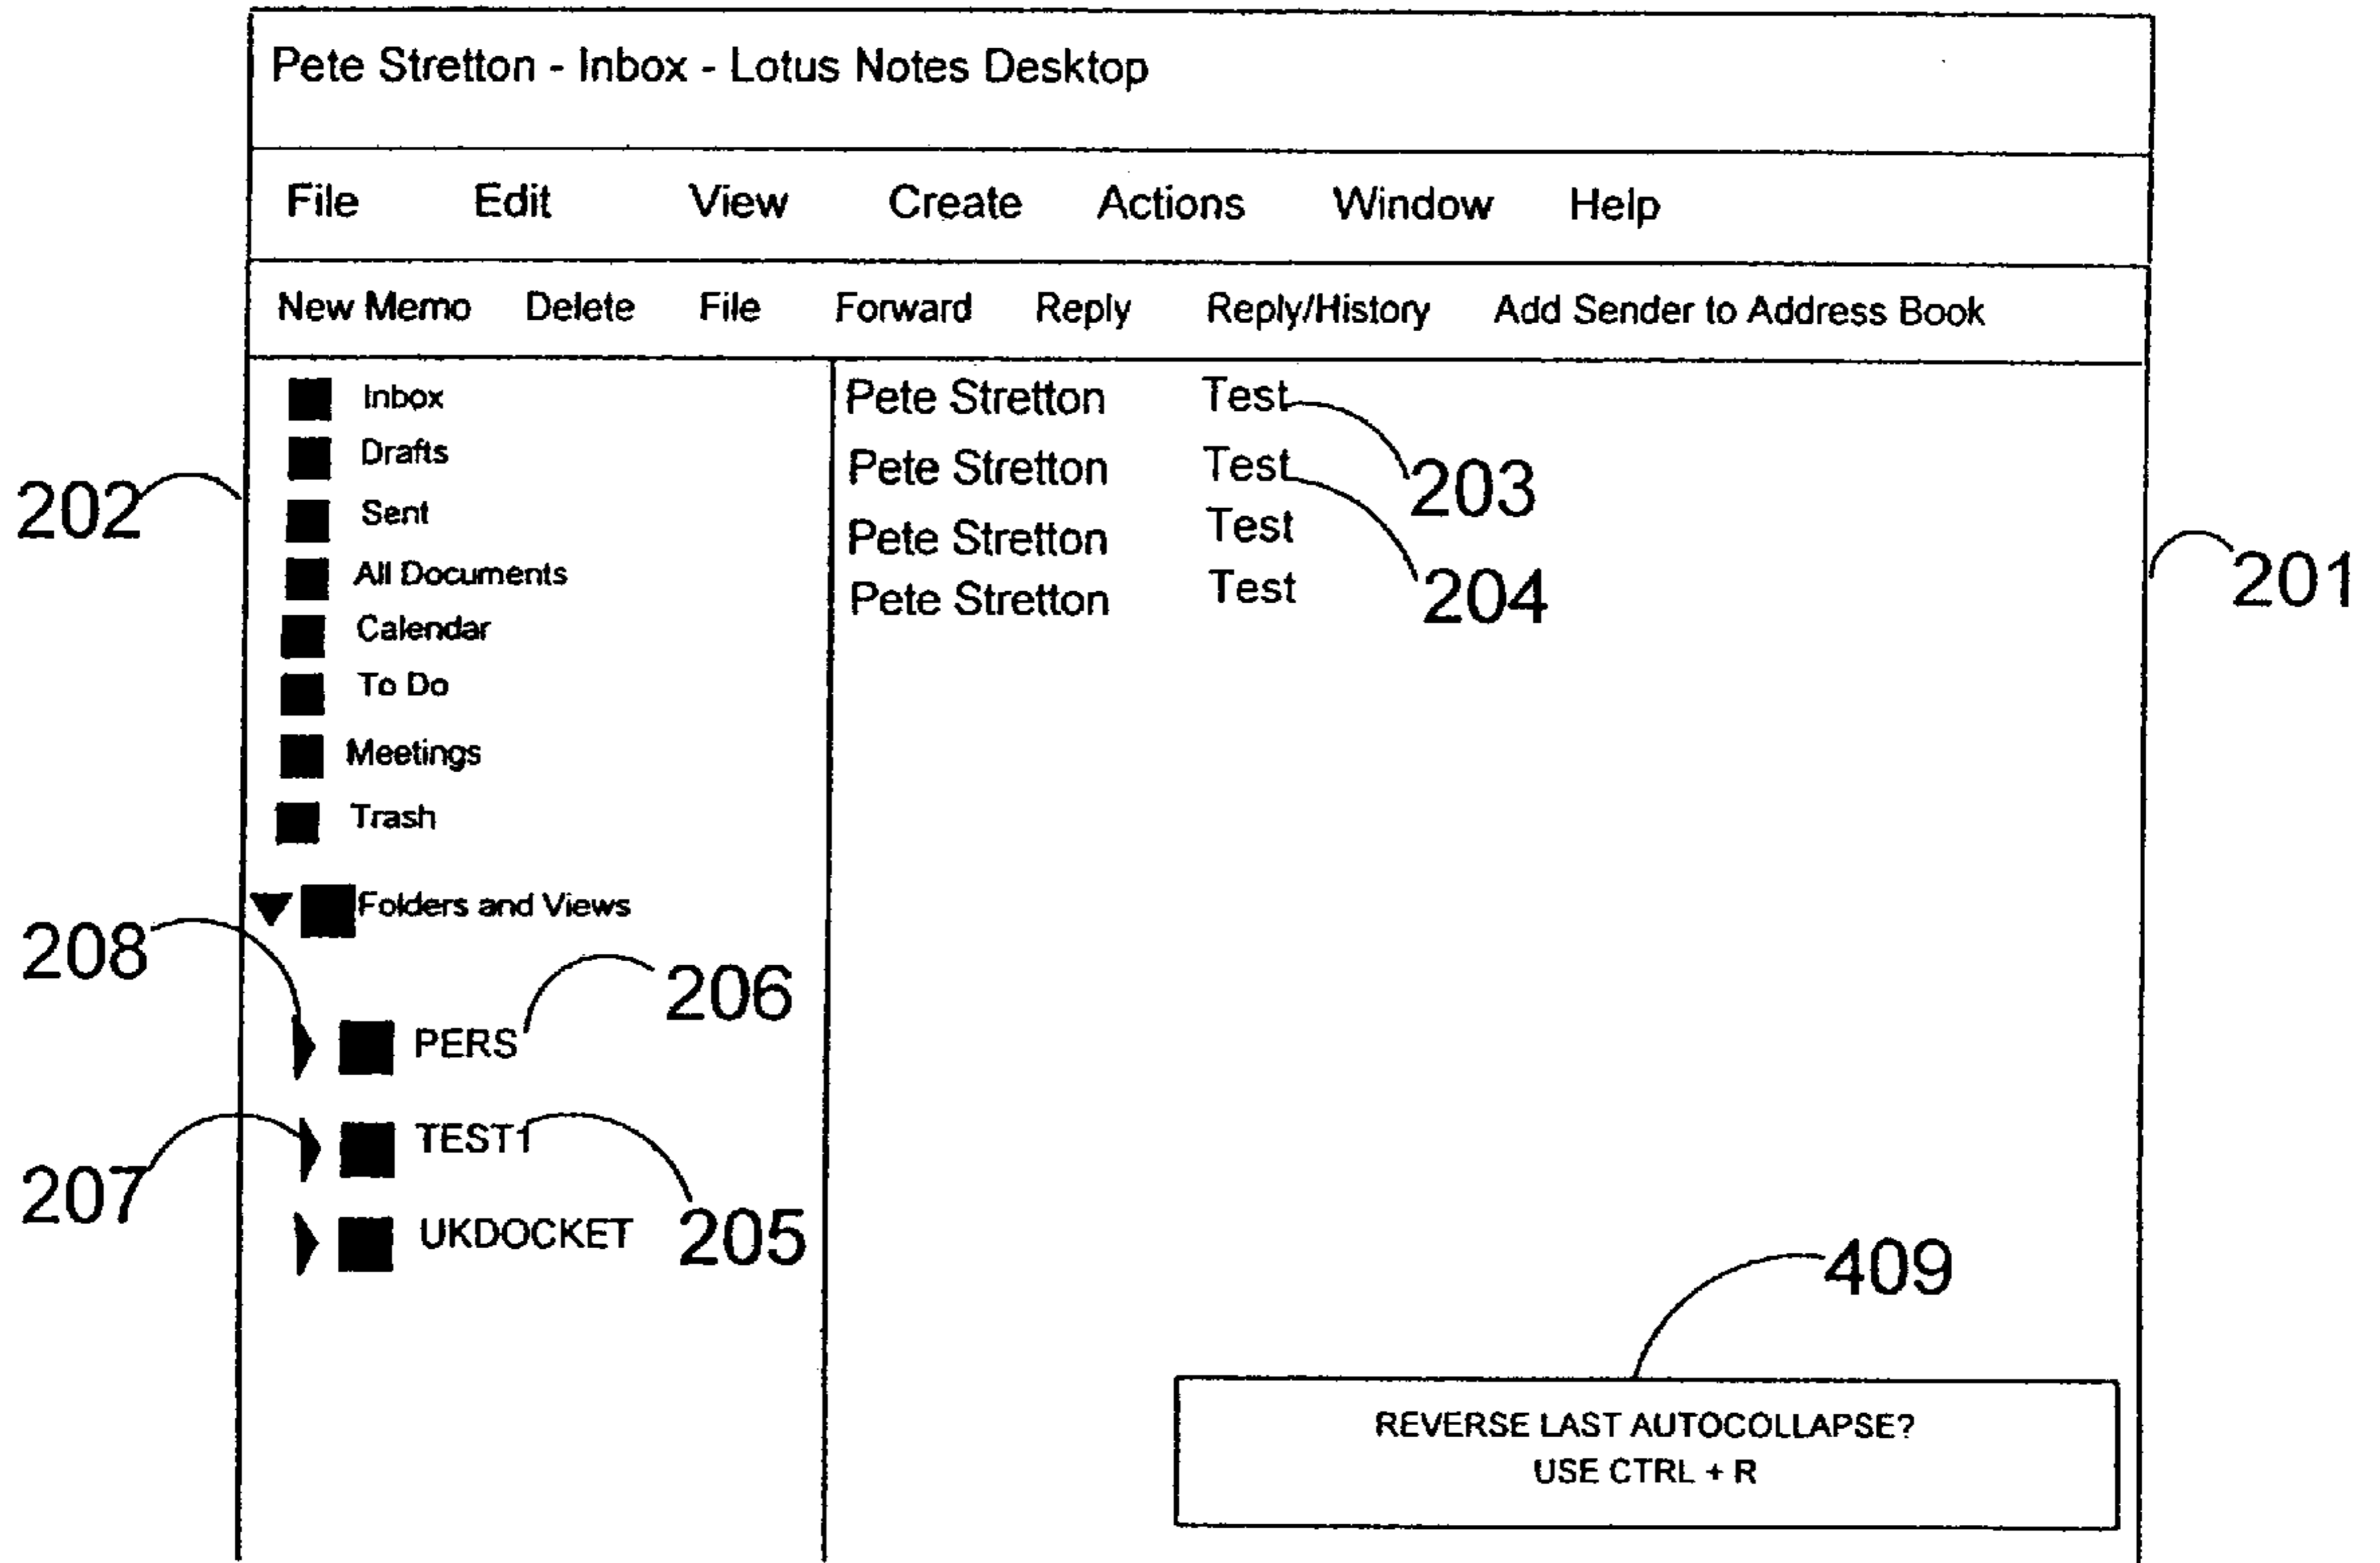 Pete Stretton - Inbox - Lotus Notes Desktop
File Edit View Create Actions Window Help
New Memo Delete File Forward Reply Reply/History Add Sender to Address Book
Inbox Pete Stretton Test
Drafts Pete Stretton Test 203
202 Sent Pete Stretton Test
All Documents Pete Stretton Test 204 201
Calendar
To Do
Meetings
Trash
Folders and Views
208 206
PERS
TEST1
207
UKDOCKET 205
409
REVERSE LAST AUTOCOLLAPSE?
USE CTRL + R